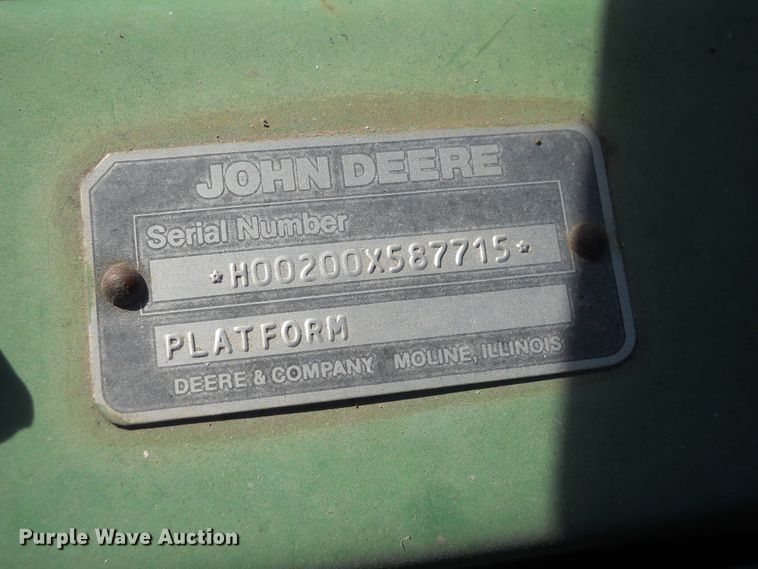 JOHN DEERE
Serial Number
*H00200X587715*
PLATFORM
DEERE & COMPANY MOLINE, ILLINOIS
Purple Wave Auction